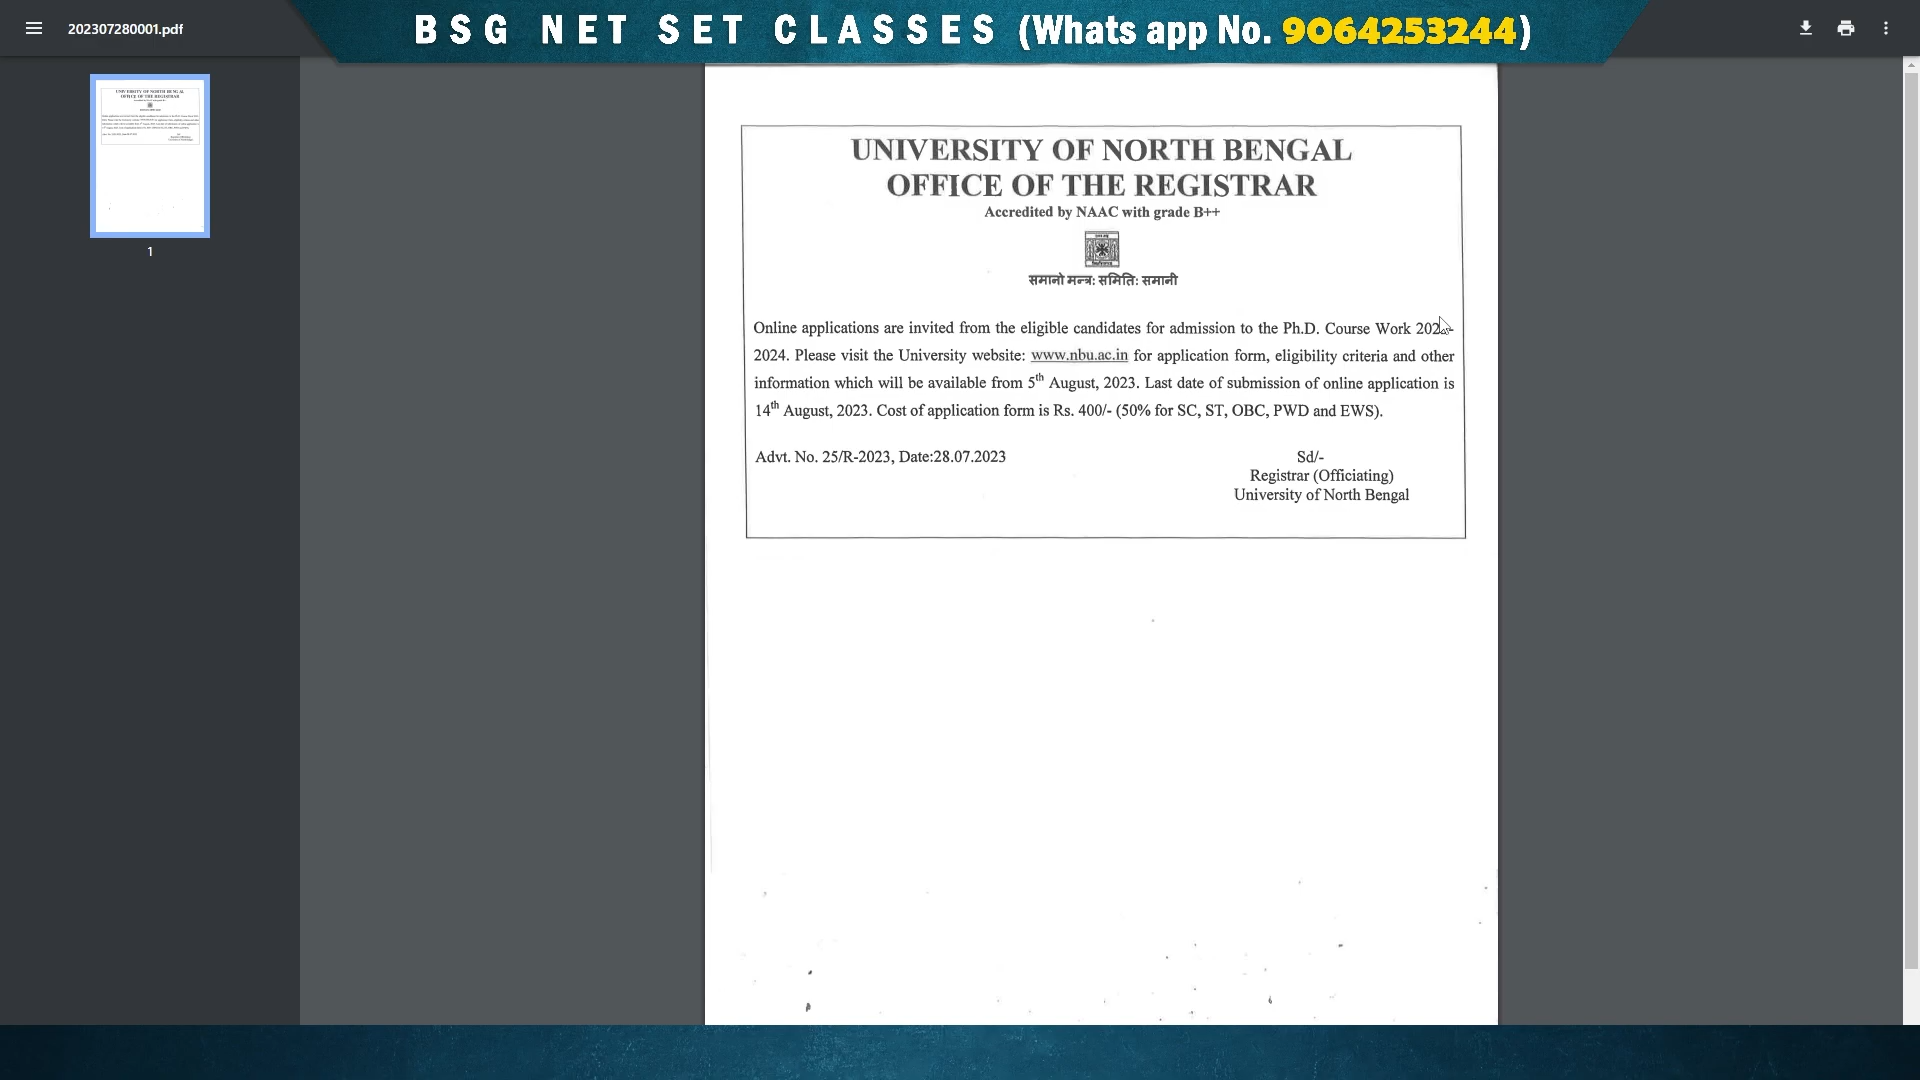 202307280001.pdf
BSG NET SET CLASSES (Whats app No. 9064253244)
1
UNIVERSITY OF NORTH BENGAL
OFFICE OF THE REGISTRAR
Accredited by NAAC with grade B++
समानो मन्त्र: समिति: समानी
Online applications are invited from the eligible candidates for admission to the Ph.D. Course Work
2024. Please visit the University website: www.nbu.ac.in for application form, eligibility criteria and other
information which will be available from 5th August, 2023. Last date of submission of online application is
14th August, 2023. Cost of application form is Rs. 400/- (50% for SC, ST, OBC, PWD and EWS).
Advt. No. 25/R-2023, Date:28.07.2023
Sd/-
Registrar (Officiating)
University of North Bengal